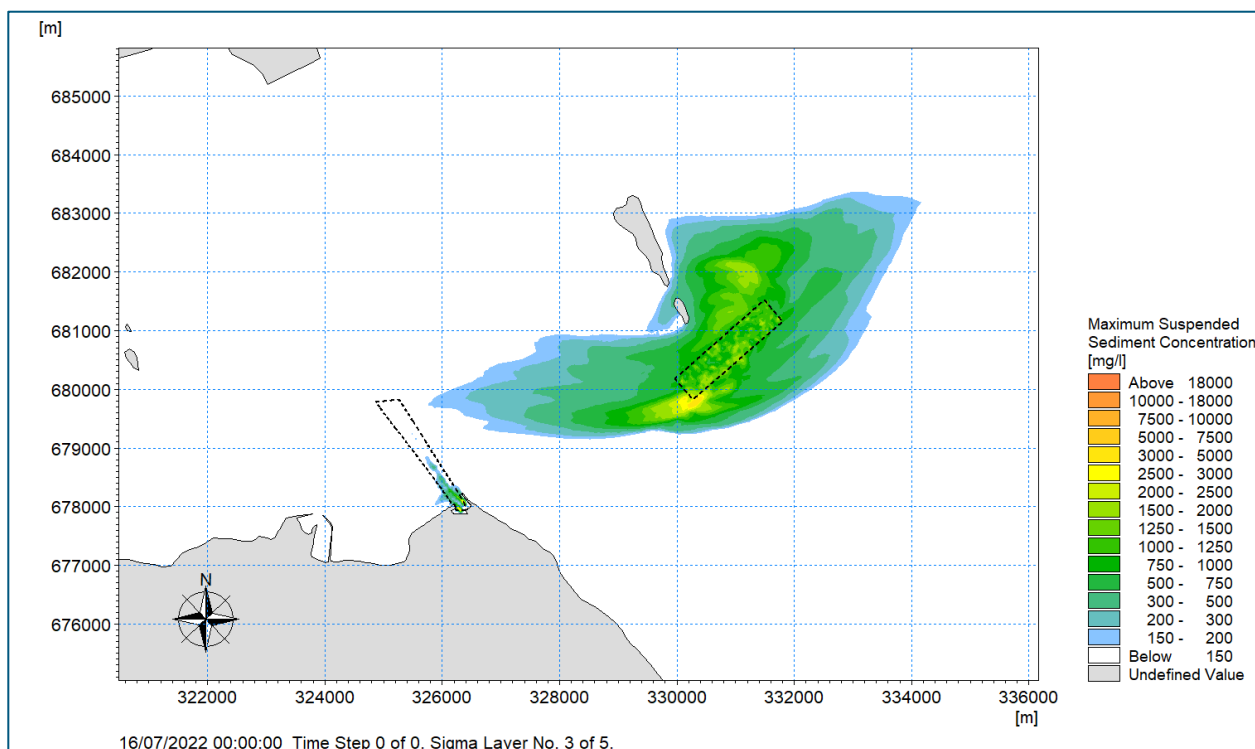 [m]
685000
684000
683000
682000
681000
680000
679000
678000
677000
676000
N
322000 324000 326000 328000 330000 332000 334000 336000
[m]
16/07/2022 00:00:00 Time Step 0 of 0. Sigma Layer No. 3 of 5.
Maximum Suspended
Sediment Concentration
[mg/l]
Above 18000
10000 - 18000
7500 - 10000
5000 - 7500
3000 - 5000
2500 - 3000
2000 - 2500
1500 - 2000
1250 - 1500
1000 - 1250
750 - 1000
500 - 750
300 - 500
200 - 300
150 - 200
Below 150
Undefined Value